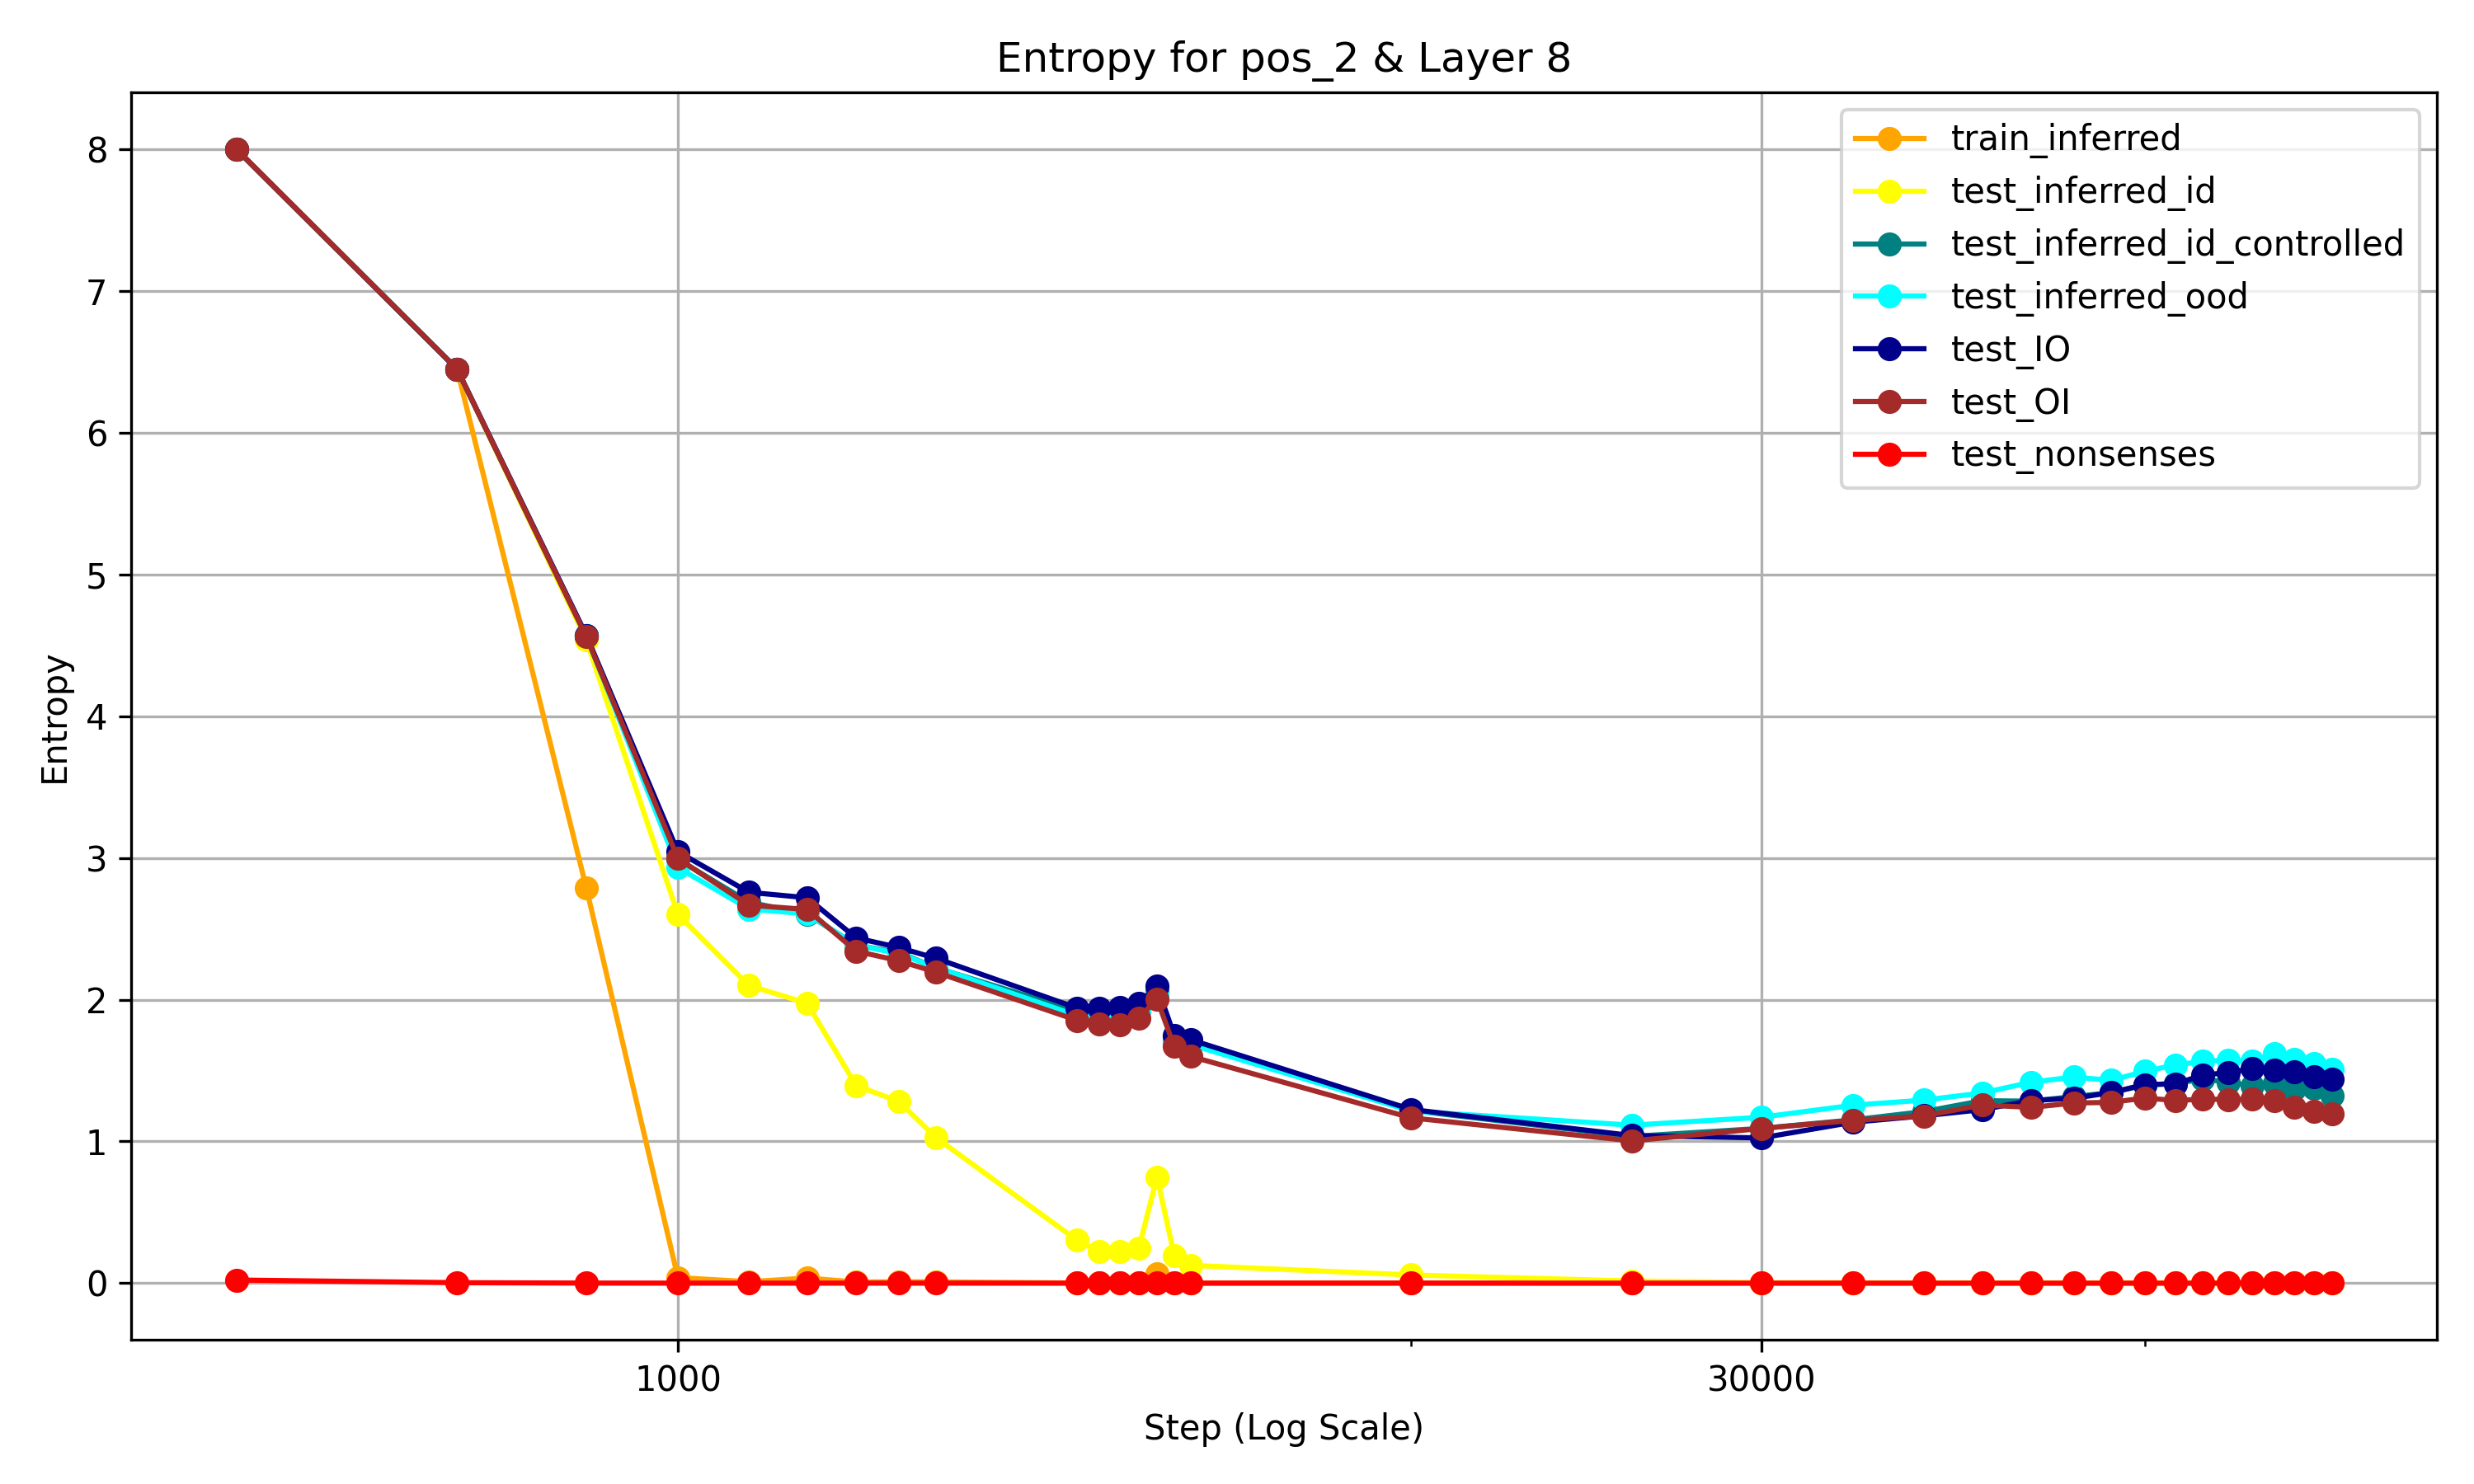 Entropy for pos_2 & Layer 8
8
7
6
5
4
3
2
1
0
Entropy
train_inferred
test_inferred_id
test_inferred_id_controlled
test_inferred_ood
test_IO
test_OI
test_nonsenses
1000
30000
Step (Log Scale)